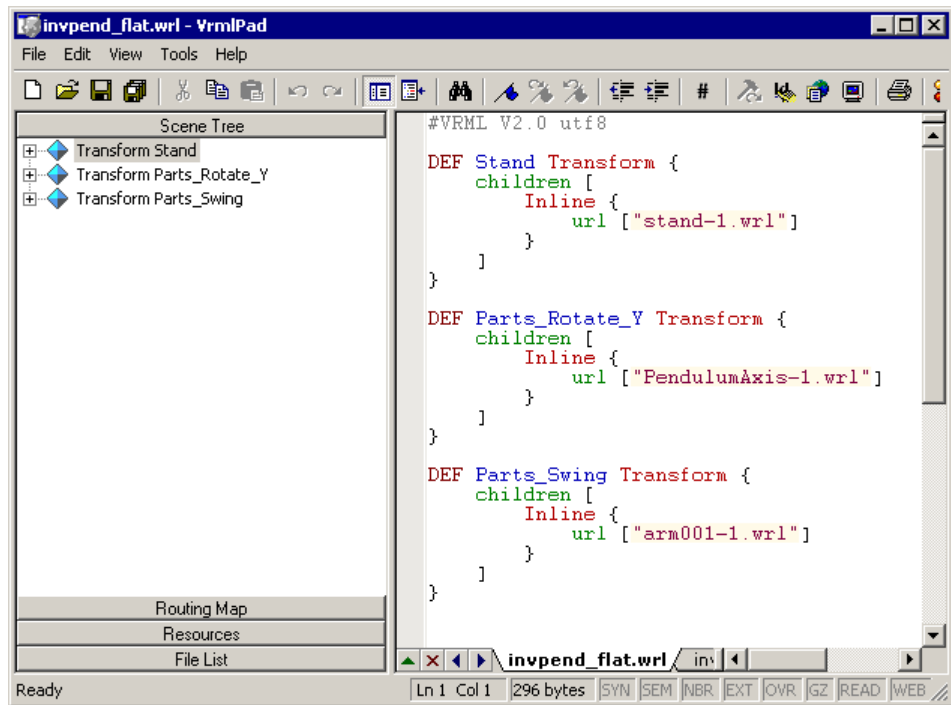 invpend_flat.wrl - VrmlPad
File Edit View Tools Help
#
Scene Tree
Transform Stand
Transform Parts_Rotate_Y
Transform Parts_Swing
Routing Map
Resources
File List
#VRML V2.0 utf8
DEF Stand Transform {
children [
Inline {
url ["stand-1.wrl"]
}
]
}
DEF Parts_Rotate_Y Transform {
children [
Inline {
url ["PendulumAxis-1.wrl"]
}
]
}
DEF Parts_Swing Transform {
children [
Inline {
url ["arm001-1.wrl"]
}
]
}
invpend_flat.wrl
Ready
Ln 1 Col 1 296 bytes SYN SEM NBR EXT OVR GZ READ WEB